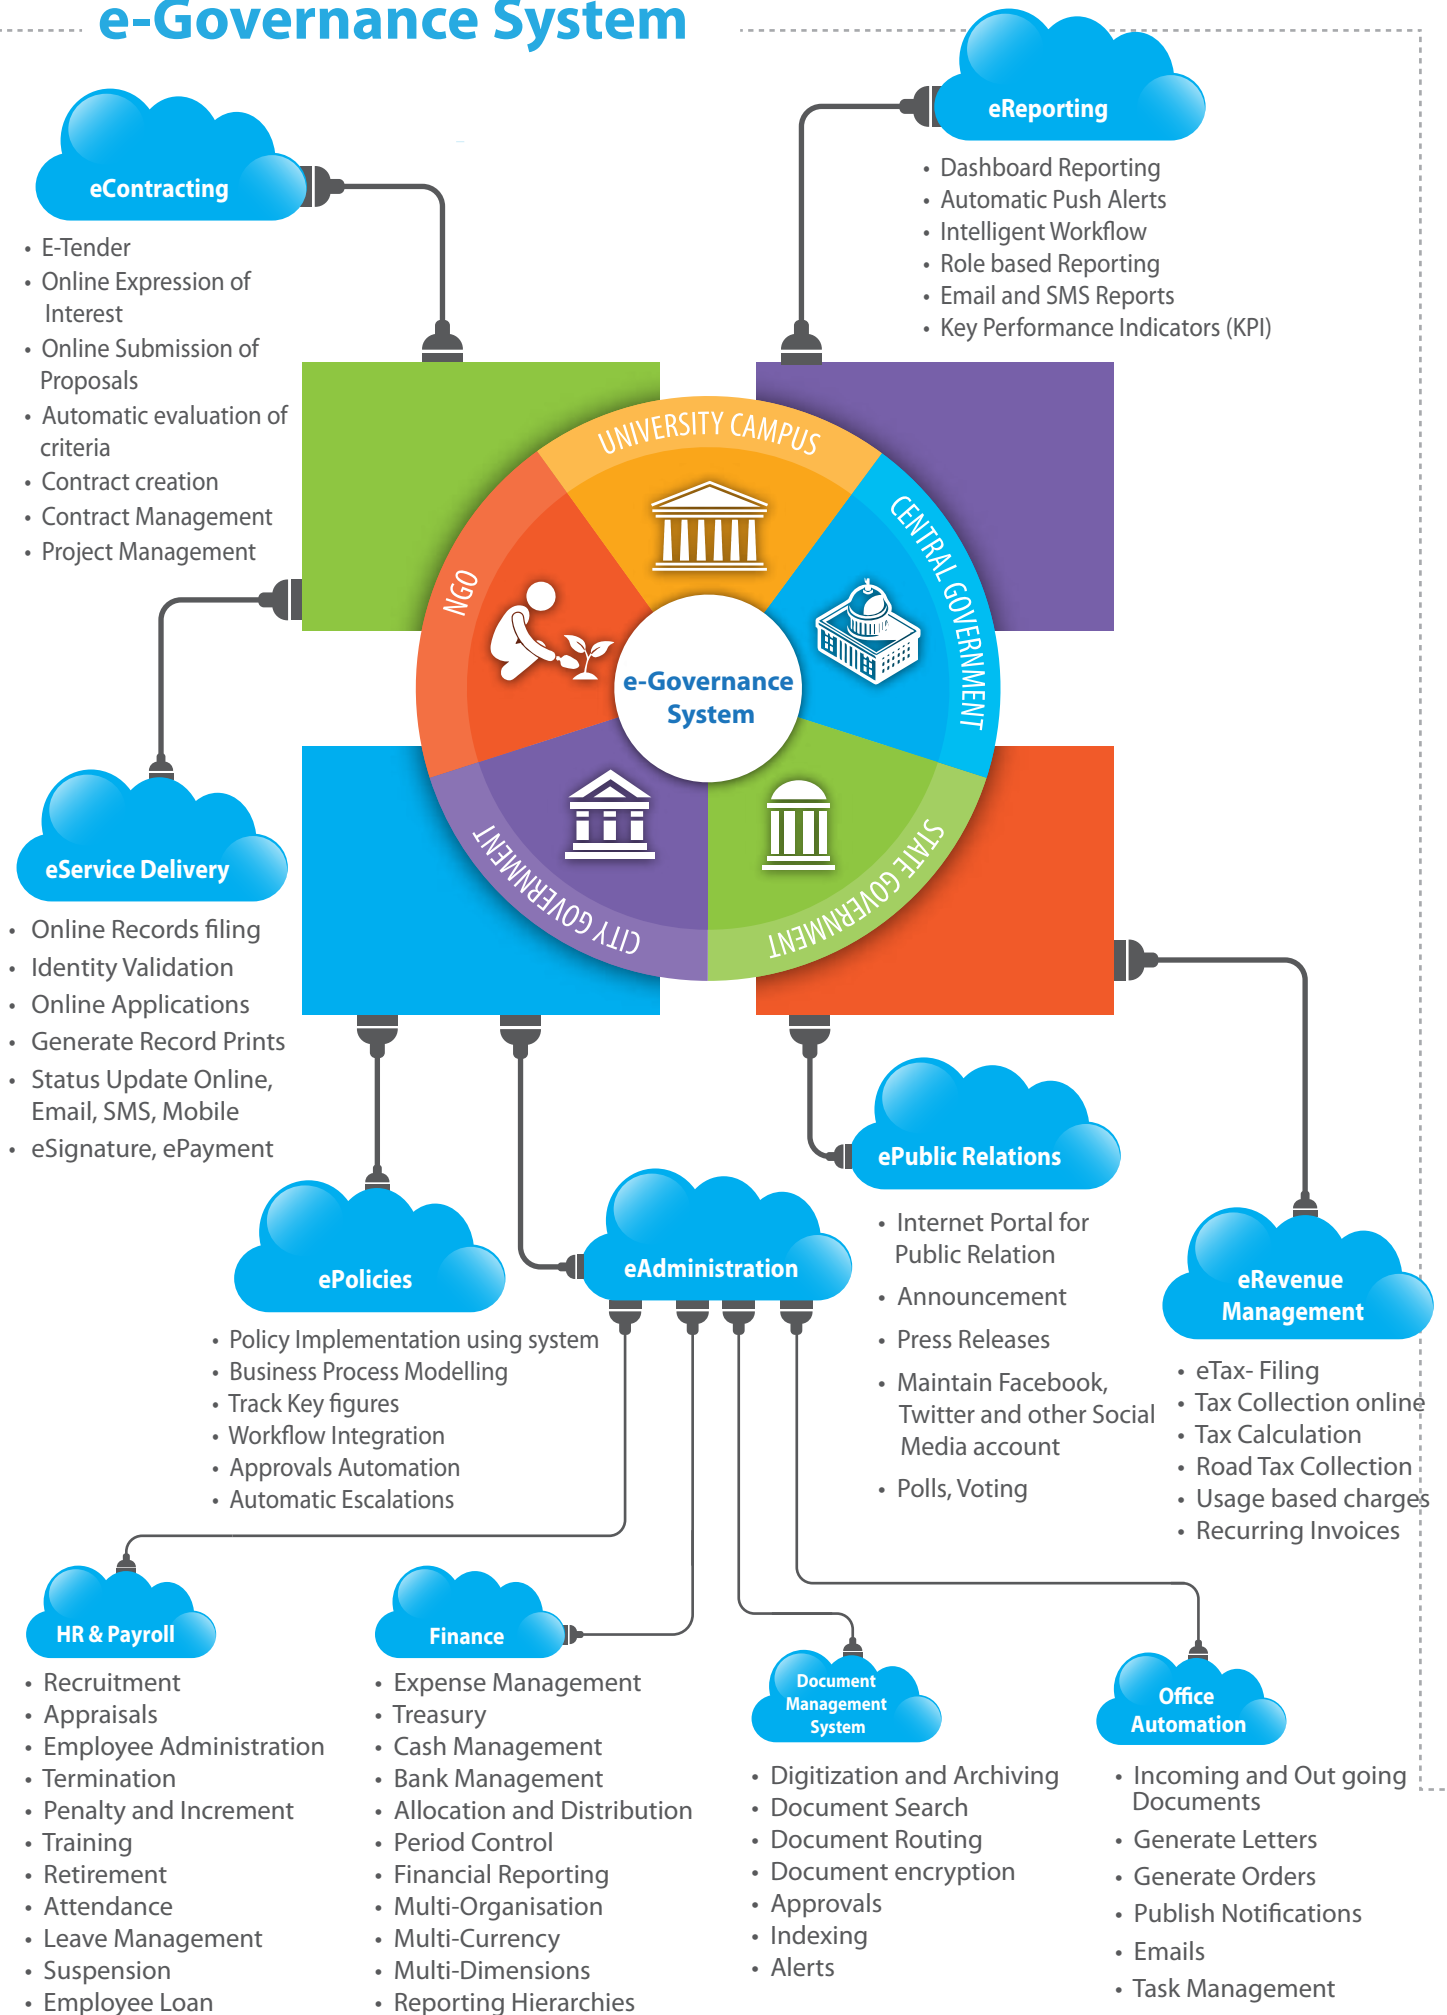 e-Governance System
eContracting
• E-Tender
• Online Expression of
Interest
• Online Submission of
Proposals
• Automatic evaluation of
criteria
• Contract creation
• Contract Management
• Project Management
eReporting
• Dashboard Reporting
• Automatic Push Alerts
• Intelligent Workflow
• Role based Reporting
• Email and SMS Reports
• Key Performance Indicators (KPI)
UNIVERSITY CAMPUS
CENTRAL GOVERNMENT
STATE GOVERNMENT
CITY GOVERNMENT
NGO
e-Governance
System
eService Delivery
• Online Records filing
• Identity Validation
• Online Applications
• Generate Record Prints
• Status Update Online,
Email, SMS, Mobile
• eSignature, ePayment
ePolicies
• Policy Implementation using system
• Business Process Modelling
• Track Key figures
• Workflow Integration
• Approvals Automation
• Automatic Escalations
eAdministration
ePublic Relations
• Internet Portal for
Public Relation
• Announcement
• Press Releases
• Maintain Facebook,
Twitter and other Social
Media account
• Polls, Voting
eRevenue
Management
• eTax- Filing
• Tax Collection online
• Tax Calculation
• Road Tax Collection
• Usage based charges
• Recurring Invoices
HR & Payroll
• Recruitment
• Appraisals
• Employee Administration
• Termination
• Penalty and Increment
• Training
• Retirement
• Attendance
• Leave Management
• Suspension
• Employee Loan
Finance
• Expense Management
• Treasury
• Cash Management
• Bank Management
• Allocation and Distribution
• Period Control
• Financial Reporting
• Multi-Organisation
• Multi-Currency
• Multi-Dimensions
• Reporting Hierarchies
Document
Management
System
• Digitization and Archiving
• Document Search
• Document Routing
• Document encryption
• Approvals
• Indexing
• Alerts
Office
Automation
• Incoming and Out going
Documents
• Generate Letters
• Generate Orders
• Publish Notifications
• Emails
• Task Management